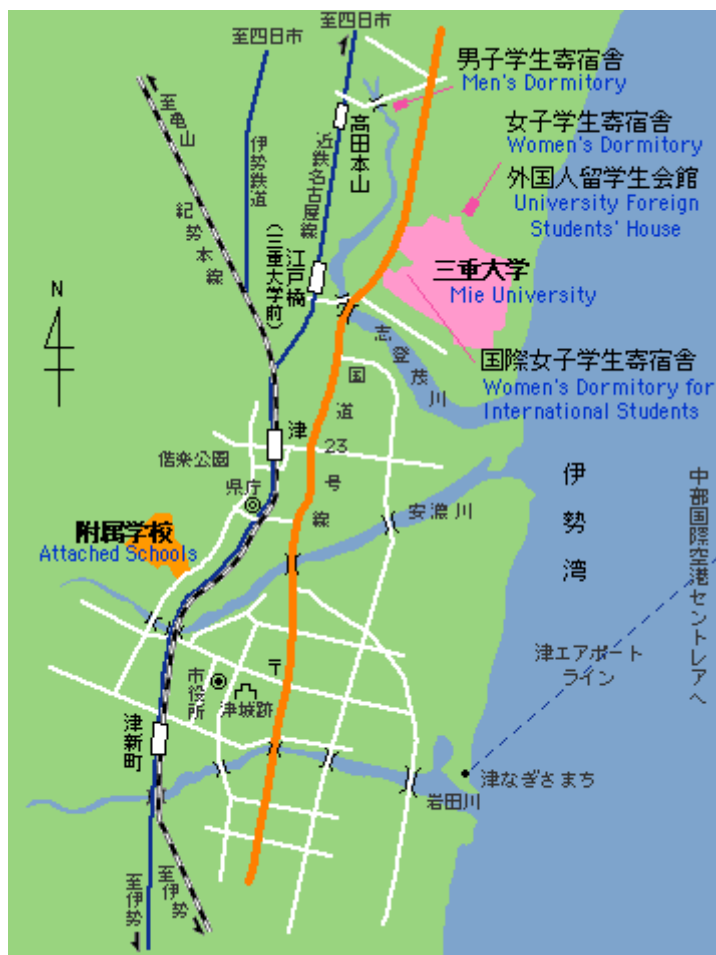 至四日市
至四日市
男子学生寄宿舎
Men's Dormitory
至亀山
高田本山
女子学生寄宿舎
Women's Dormitory
伊勢鉄道
近鉄名古屋線
外国人留学生会館
University Foreign
Students' House
紀勢本線
江戸橋
(三重大学前)
三重大学
Mie University
N
志登茂川
国際女子学生寄宿舎
Women's Dormitory for
International Students
国道23号線
津
偕楽公園
県庁
安濃川
伊勢湾
中部国際空港セントレアへ
附属学校
Attached Schools
津エアポート
ライン
〒
市役所
津城跡
津新町
津なぎさまち
岩田川
至伊勢
至伊勢